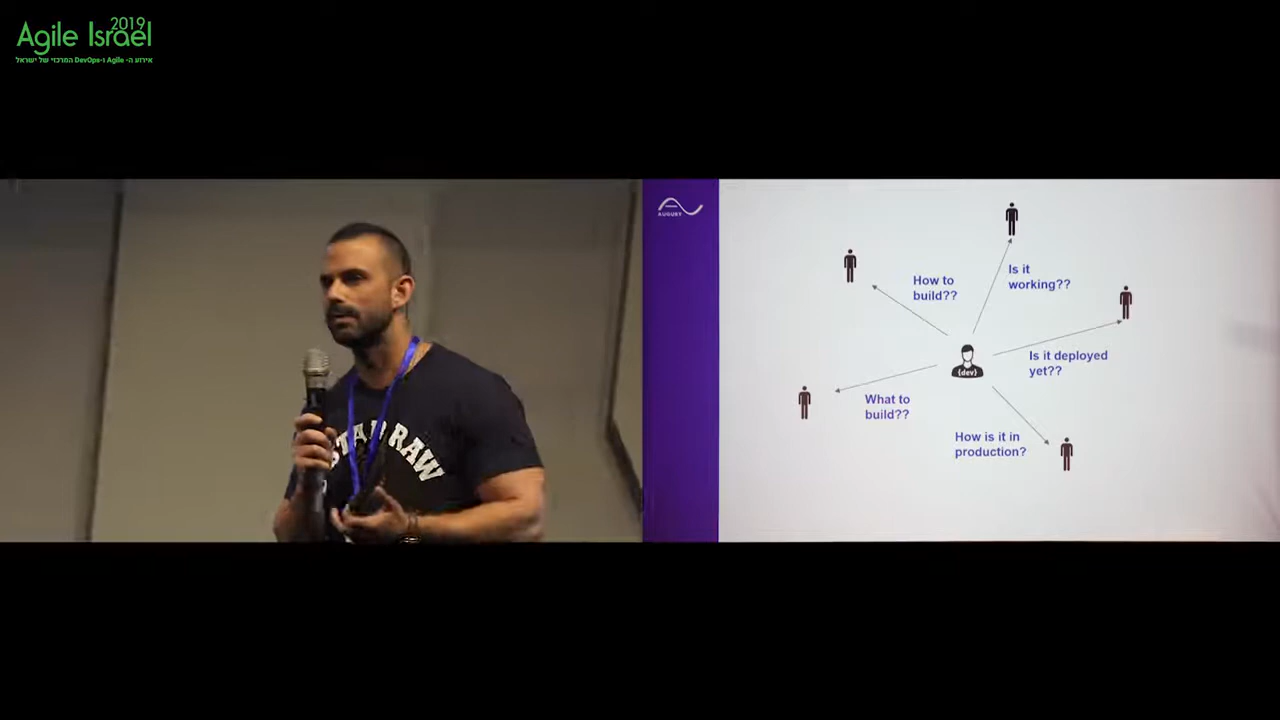 2019
Agile Israel
אירוע ה- Agile ו-DevOps המרכזי של ישראל
STAR RAW
AUGURY
How to
build??
Is it
working??
Is it deployed
yet??
{dev}
What to
build??
How is it in
production?